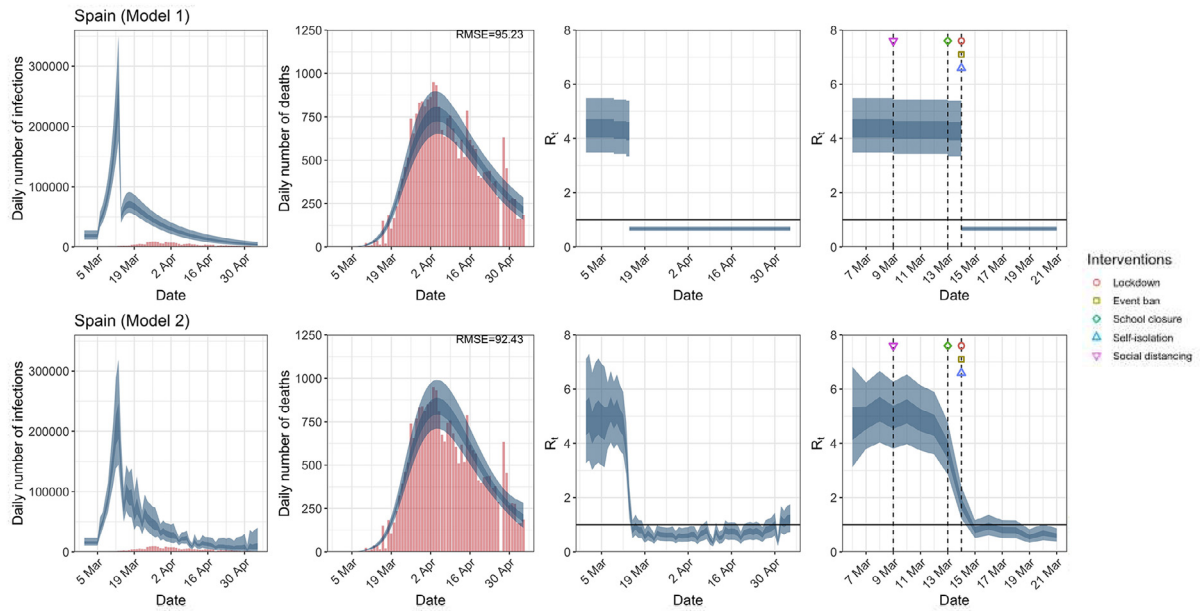 Spain (Model 1)
Daily number of infections
300000
200000
100000
0
5 Mar
19 Mar
2 Apr
16 Apr
30 Apr
Date
Daily number of deaths
RMSE=95.23
1250
1000
750
500
250
0
5 Mar
19 Mar
2 Apr
16 Apr
30 Apr
Date
Rt
8
6
4
2
0
5 Mar
19 Mar
2 Apr
16 Apr
30 Apr
Date
Rt
8
6
4
2
0
7 Mar
9 Mar
11 Mar
13 Mar
15 Mar
17 Mar
19 Mar
21 Mar
Date
Spain (Model 2)
Daily number of infections
300000
200000
100000
0
5 Mar
19 Mar
2 Apr
16 Apr
30 Apr
Date
Daily number of deaths
RMSE=92.43
1250
1000
750
500
250
0
5 Mar
19 Mar
2 Apr
16 Apr
30 Apr
Date
Rt
8
6
4
2
0
5 Mar
19 Mar
2 Apr
16 Apr
30 Apr
Date
Rt
8
6
4
2
0
7 Mar
9 Mar
11 Mar
13 Mar
15 Mar
17 Mar
19 Mar
21 Mar
Date
Interventions
Lockdown
Event ban
School closure
Self-isolation
Social distancing